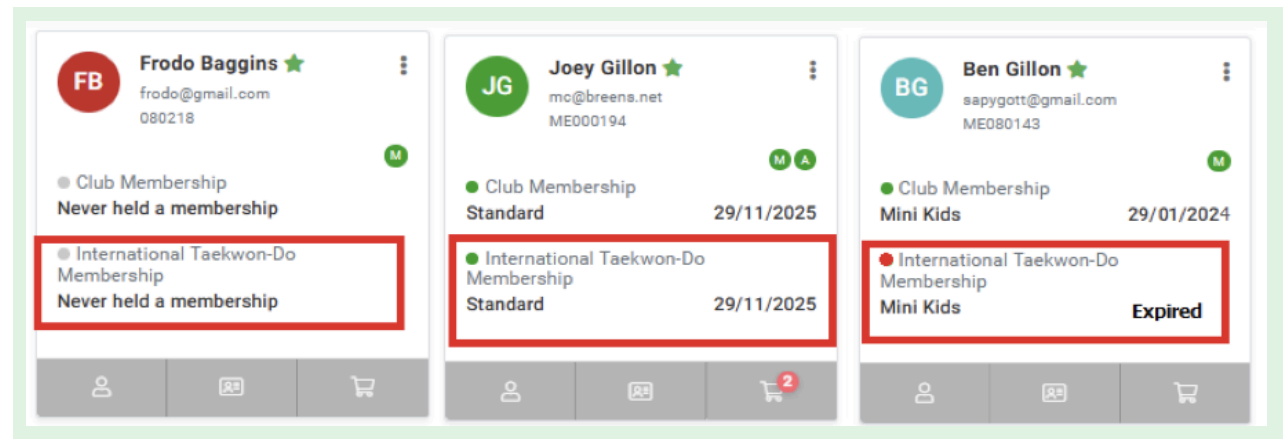 FB
Frodo Baggins
frodo@gmail.com
080218
M
Club Membership
Never held a membership
International Taekwon-Do
Membership
Never held a membership
JG
Joey Gillon
mc@breens.net
ME000194
M A
Club Membership
Standard 29/11/2025
International Taekwon-Do
Membership
Standard 29/11/2025
2
BG
Ben Gillon
sapygott@gmail.com
ME080143
M
Club Membership
Mini Kids 29/01/2024
International Taekwon-Do
Membership
Mini Kids Expired